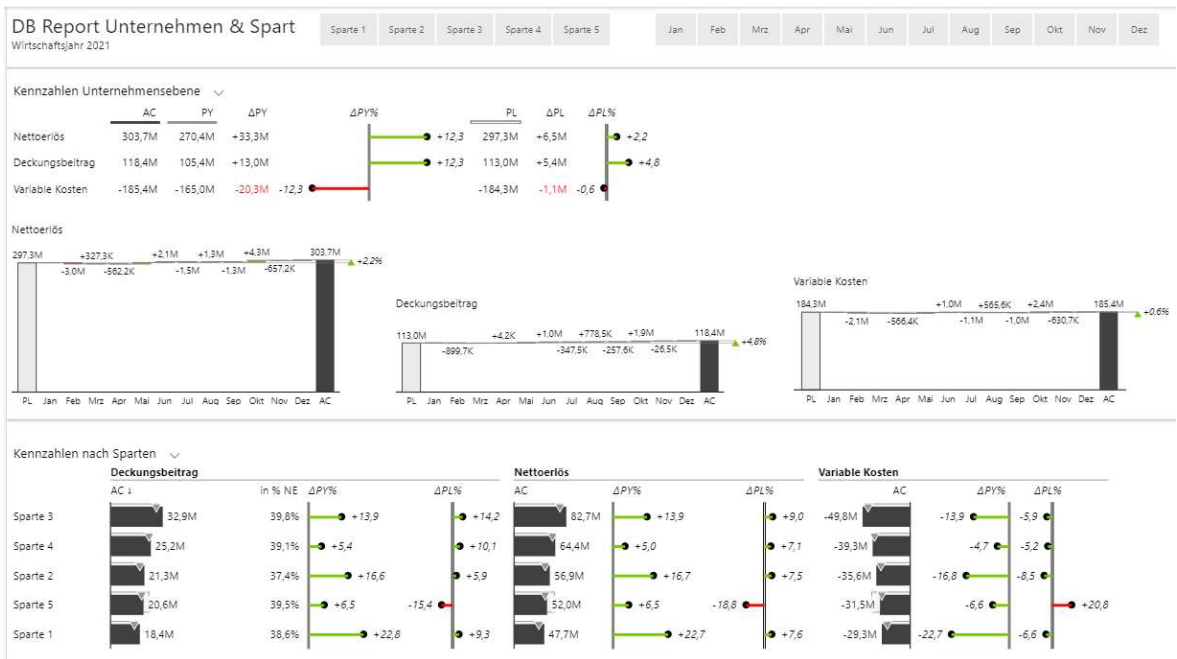 DB Report Unternehmen & Spart
Wirtschaftsjahr 2021
Sparte 1 Sparte 2 Sparte 3 Sparte 4 Sparte 5
Jan Feb Mrz Apr Mai Jun Jul Aug Sep Okt Nov Dez
Kennzahlen Unternehmensebene
AC PY ΔPY ΔPY% PL ΔPL ΔPL%
Nettoerlös 303,7M 270,4M +33,3M +12,3 297,3M +6,5M +2,2
Deckungsbeitrag 118,4M 105,4M +13,0M +12,3 113,0M +5,4M +4,8
Variable Kosten -185,4M -165,0M -20,3M -12,3 -184,3M -1,1M -0,6
Nettoerlös
297,3M +327,3K +2,1M +1,3M +4,3M 303,7M +2,2%
-3,0M -562,2K -1,5M -1,3M -657,2K
PL Jan Feb Mrz Apr Mai Jun Jul Aug Sep Okt Nov Dez AC
Deckungsbeitrag
113,0M +4,2K +1,0M +778,5K +1,9M 118,4M +4,8%
-899,7K -347,5K -257,6K -26,5K
PL Jan Feb Mrz Apr Mai Jun Jul Aug Sep Okt Nov Dez AC
Variable Kosten
184,3M +1,0M +565,6K +2,4M 185,4M +0,6%
-2,1M -566,4K -1,1M -1,0M -630,7K
PL Jan Feb Mrz Apr Mai Jun Jul Aug Sep Okt Nov Dez AC
Kennzahlen nach Sparten
Deckungsbeitrag Nettoerlös Variable Kosten
AC ↓ in % NE ΔPY% ΔPL% AC ΔPY% ΔPL% AC ΔPY% ΔPL%
Sparte 3 32,9M 39,8% +13,9 +14,2 82,7M +13,9 +9,0 -49,8M -13,9 -5,9
Sparte 4 25,2M 39,1% +5,4 +10,1 64,4M +5,0 +7,1 -39,3M -4,7 -5,2
Sparte 2 21,3M 37,4% +16,6 +5,9 56,9M +16,7 +7,5 -35,6M -16,8 -8,5
Sparte 5 20,6M 39,5% +6,5 -15,4 52,0M +6,5 -18,8 -31,5M -6,6 +20,8
Sparte 1 18,4M 38,6% +22,8 +9,3 47,7M +22,7 +7,6 -29,3M -22,7 -6,6